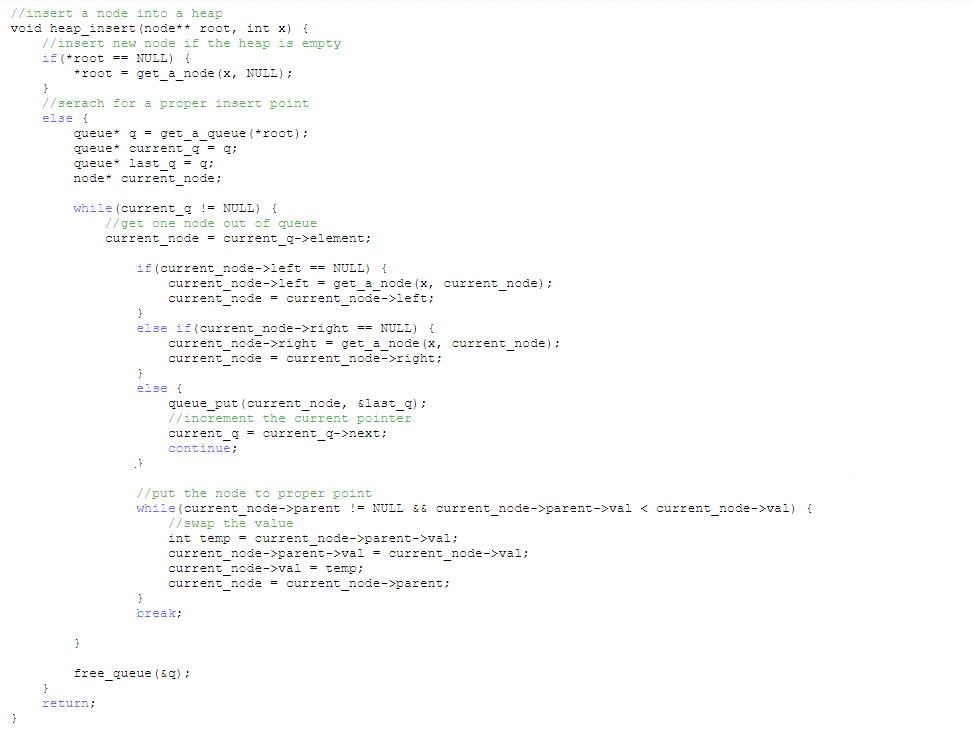 //insert a node into a heap
void heap_insert(node** root, int x) {
    //insert new node if the heap is empty
    if(*root == NULL) {
        *root = get_a_node(x, NULL);
    }
    //serach for a proper insert point
    else {
        queue* q = get_a_queue(*root);
        queue* current_q = q;
        queue* last_q = q;
        node* current_node;

        while(current_q != NULL) {
            //get one node out of queue
            current_node = current_q->element;

                if(current_node->left == NULL) {
                    current_node->left = get_a_node(x, current_node);
                    current_node = current_node->left;
                }
                else if(current_node->right == NULL) {
                    current_node->right = get_a_node(x, current_node);
                    current_node = current_node->right;
                }
                else {
                    queue_put(current_node, &last_q);
                    //increment the current pointer
                    current_q = current_q->next;
                    continue;
                }

                //put the node to proper point
                while(current_node->parent != NULL && current_node->parent->val < current_node->val) {
                    //swap the value
                    int temp = current_node->parent->val;
                    current_node->parent->val = current_node->val;
                    current_node->val = temp;
                    current_node = current_node->parent;
                }
                break;

        }

        free_queue(&q);
    }
    return;
}